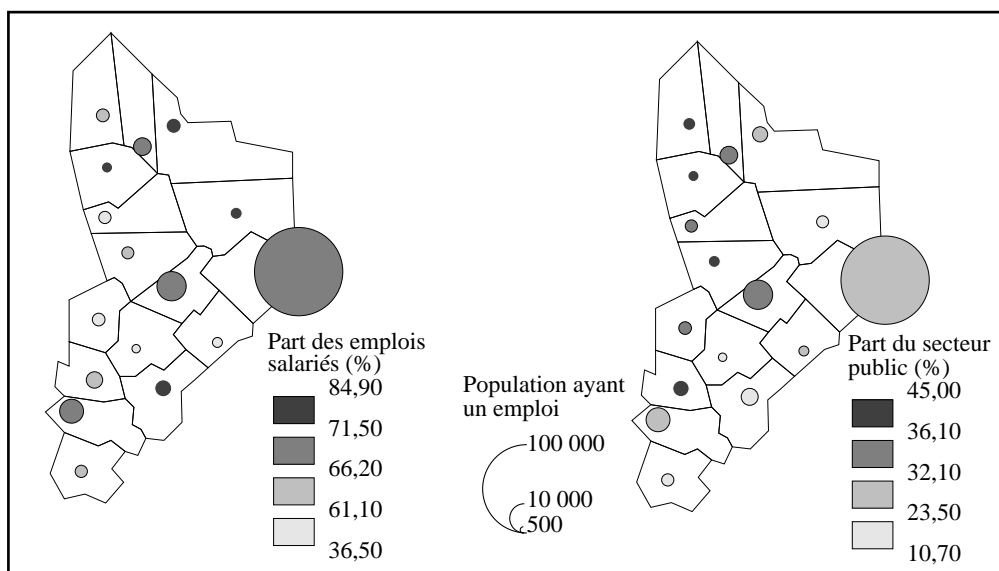 Part des emplois
salariés (%)
84,90
71,50
66,20
61,10
36,50
Population ayant
un emploi
100 000
10 000
500
Part du secteur
public (%)
45,00
36,10
32,10
23,50
10,70